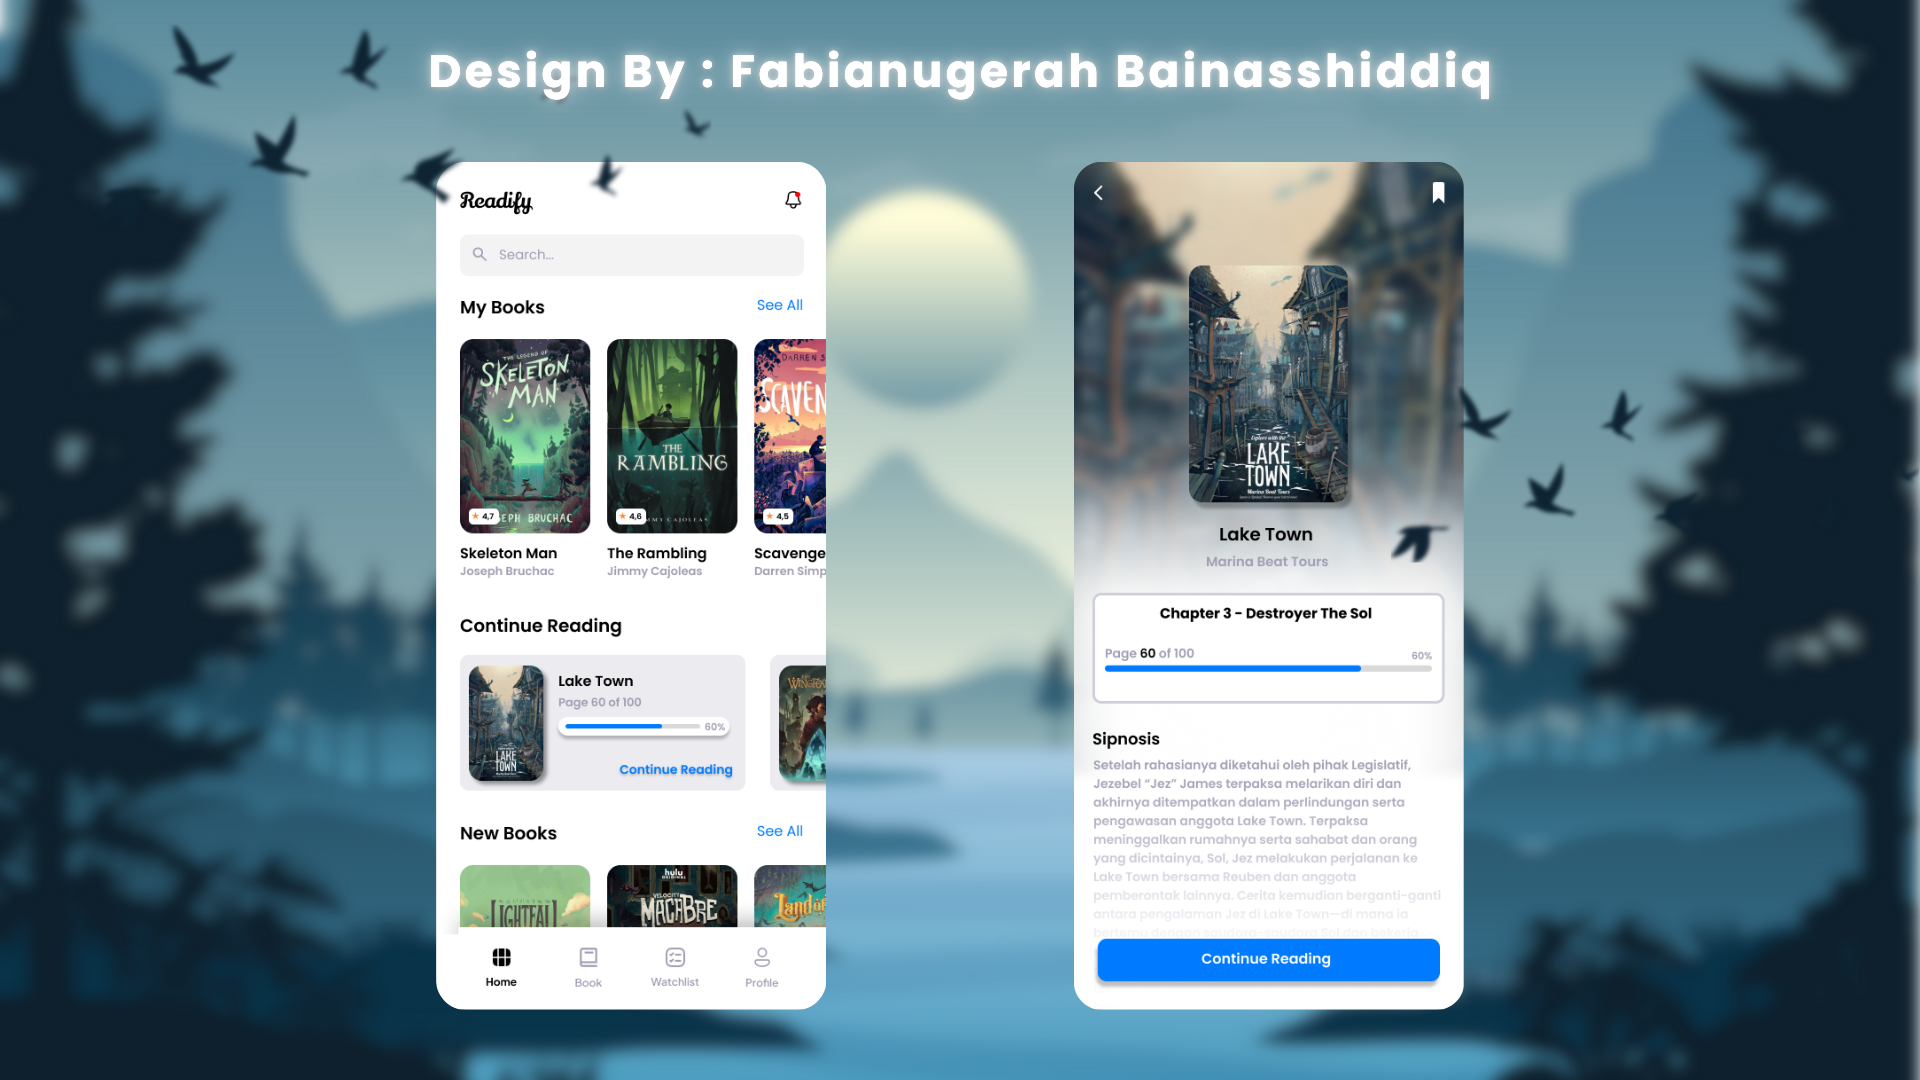 Design By : Fabianugerah Bainasshiddiq
Readify
Search...
My Books
See All
THE LEGEND OF
SKELETON
MAN
4,7
EPH BRUCHAC
THE
RAMBLING
4,6
MMY CAJOLEAS
DARREN S
SCAVEN
4,5
Skeleton Man
Joseph Bruchac
The Rambling
Jimmy Cajoleas
Scavenge
Darren Simp
Continue Reading
LAKE
TOWN
Lake Town
Page 60 of 100
60%
Continue Reading
New Books
See All
LIGHTFALL
hulu
VELOCITY
MACABRE
Land of
Home
Book
Watchlist
Profile
Explore with the
LAKE
TOWN
Marina Boat Tours
Lake Town
Marina Beat Tours
Chapter 3 - Destroyer The Sol
Page 60 of 100
60%
Sipnosis
Setelah rahasianya diketahui oleh pihak Legislatif,
Jezebel “Jez” James terpaksa melarikan diri dan
akhirnya ditempatkan dalam perlindungan serta
pengawasan anggota Lake Town. Terpaksa
meninggalkan rumahnya serta sahabat dan orang
yang dicintainya, Sol, Jez melakukan perjalanan ke
Lake Town bersama Reuben dan anggota
pemberontak lainnya. Cerita kemudian berganti-ganti
antara pengalaman Jez di Lake Town—di mana ia
bertemu dengan saudara-saudara Sol dan bekerja
Continue Reading